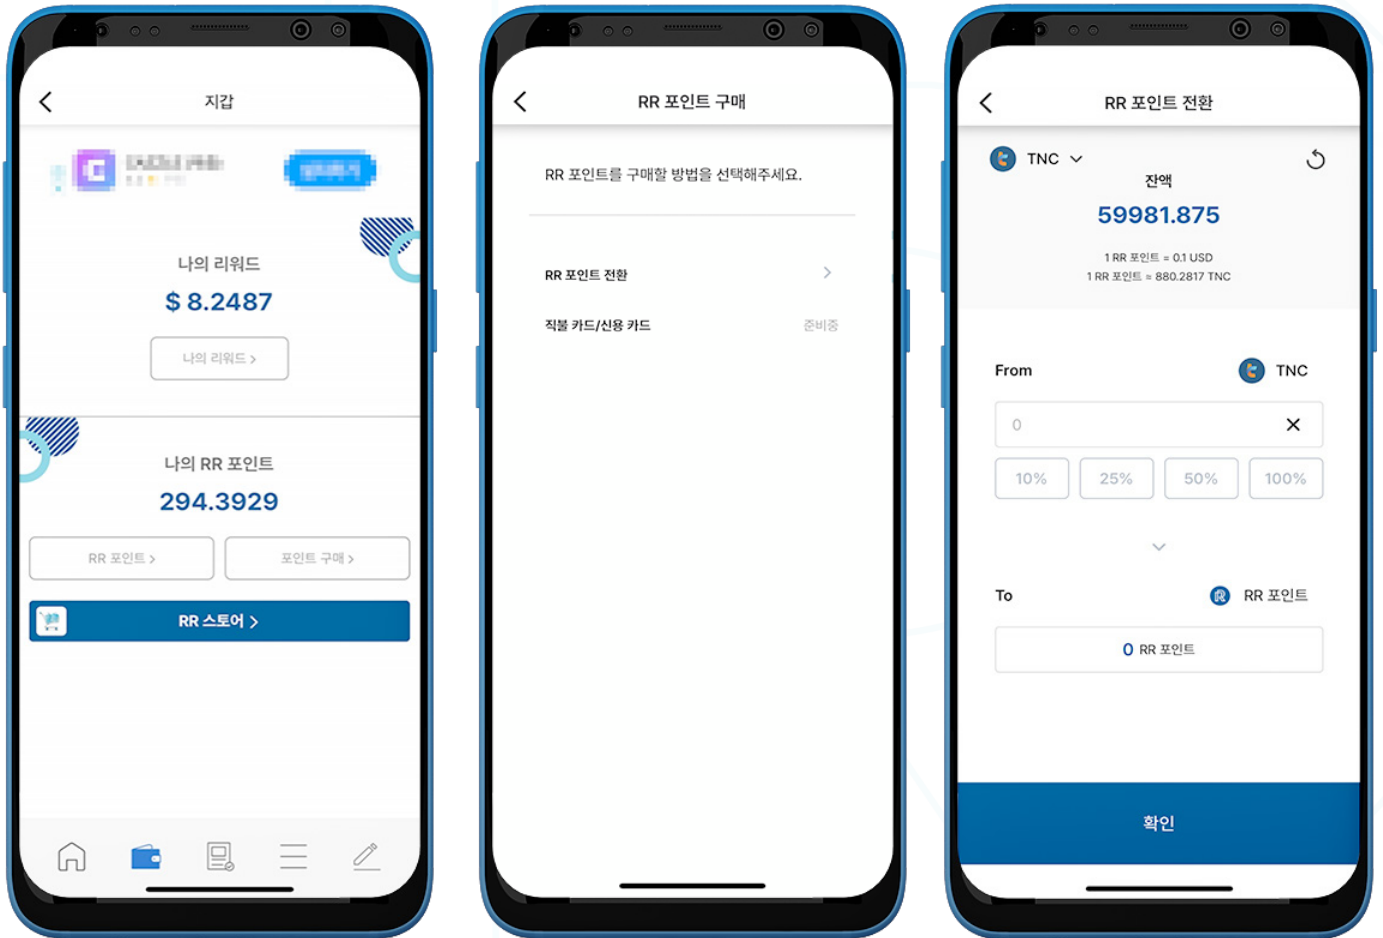 지갑
나의 리워드
$ 8.2487
나의 리워드 >
나의 RR 포인트
294.3929
RR 포인트 >
포인트 구매 >
RR 스토어 >
RR 포인트 구매
RR 포인트를 구매할 방법을 선택해주세요.
RR 포인트 전환
직불 카드/신용 카드 준비중
RR 포인트 전환
TNC
잔액
59981.875
1 RR 포인트 = 0.1 USD
1 RR 포인트 = 880.2817 TNC
From TNC
0
10% 25% 50% 100%
To RR 포인트
0 RR 포인트
확인